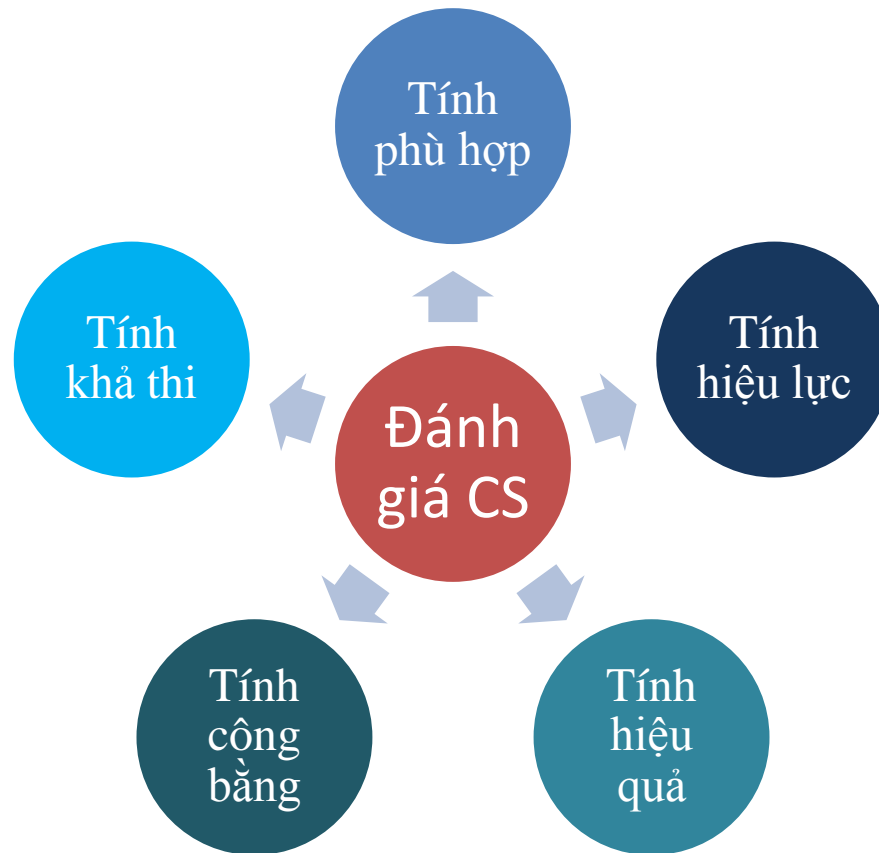 Tính
phù hợp
Tính
khả thi
Tính
hiệu lực
Đánh
giá CS
Tính
công
bằng
Tính
hiệu
quả